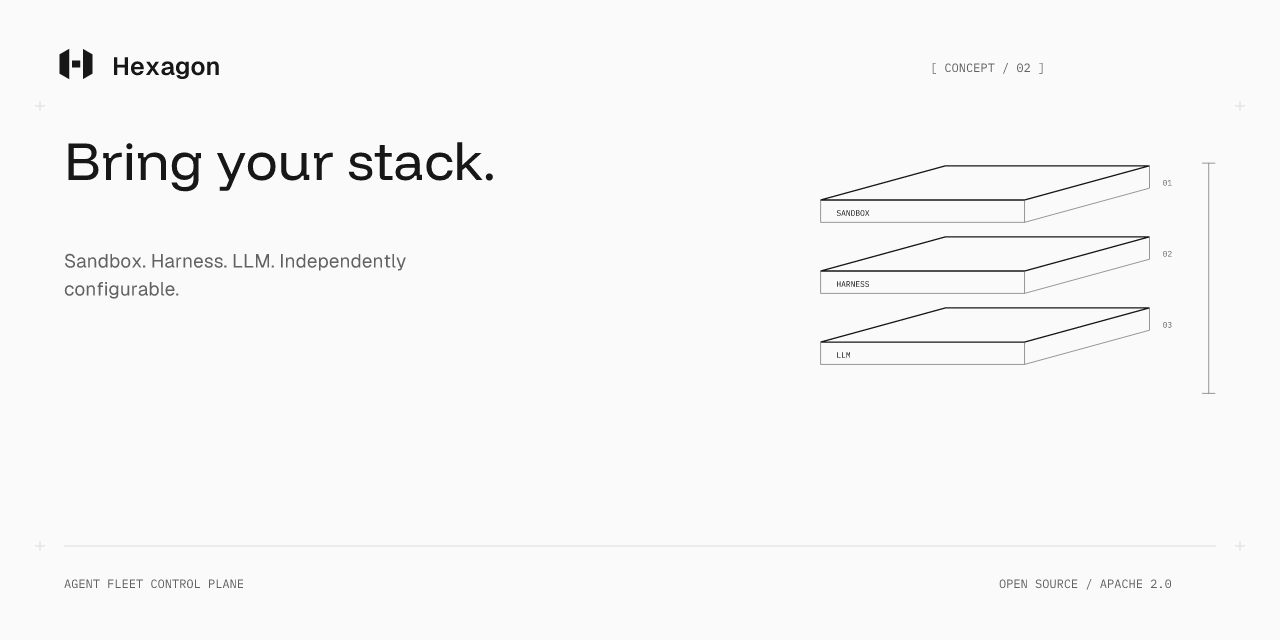 Hexagon
[ CONCEPT / 02 ]
Bring your stack.
Sandbox. Harness. LLM. Independently
configurable.
SANDBOX
01
HARNESS
02
LLM
03
AGENT FLEET CONTROL PLANE
OPEN SOURCE / APACHE 2.0